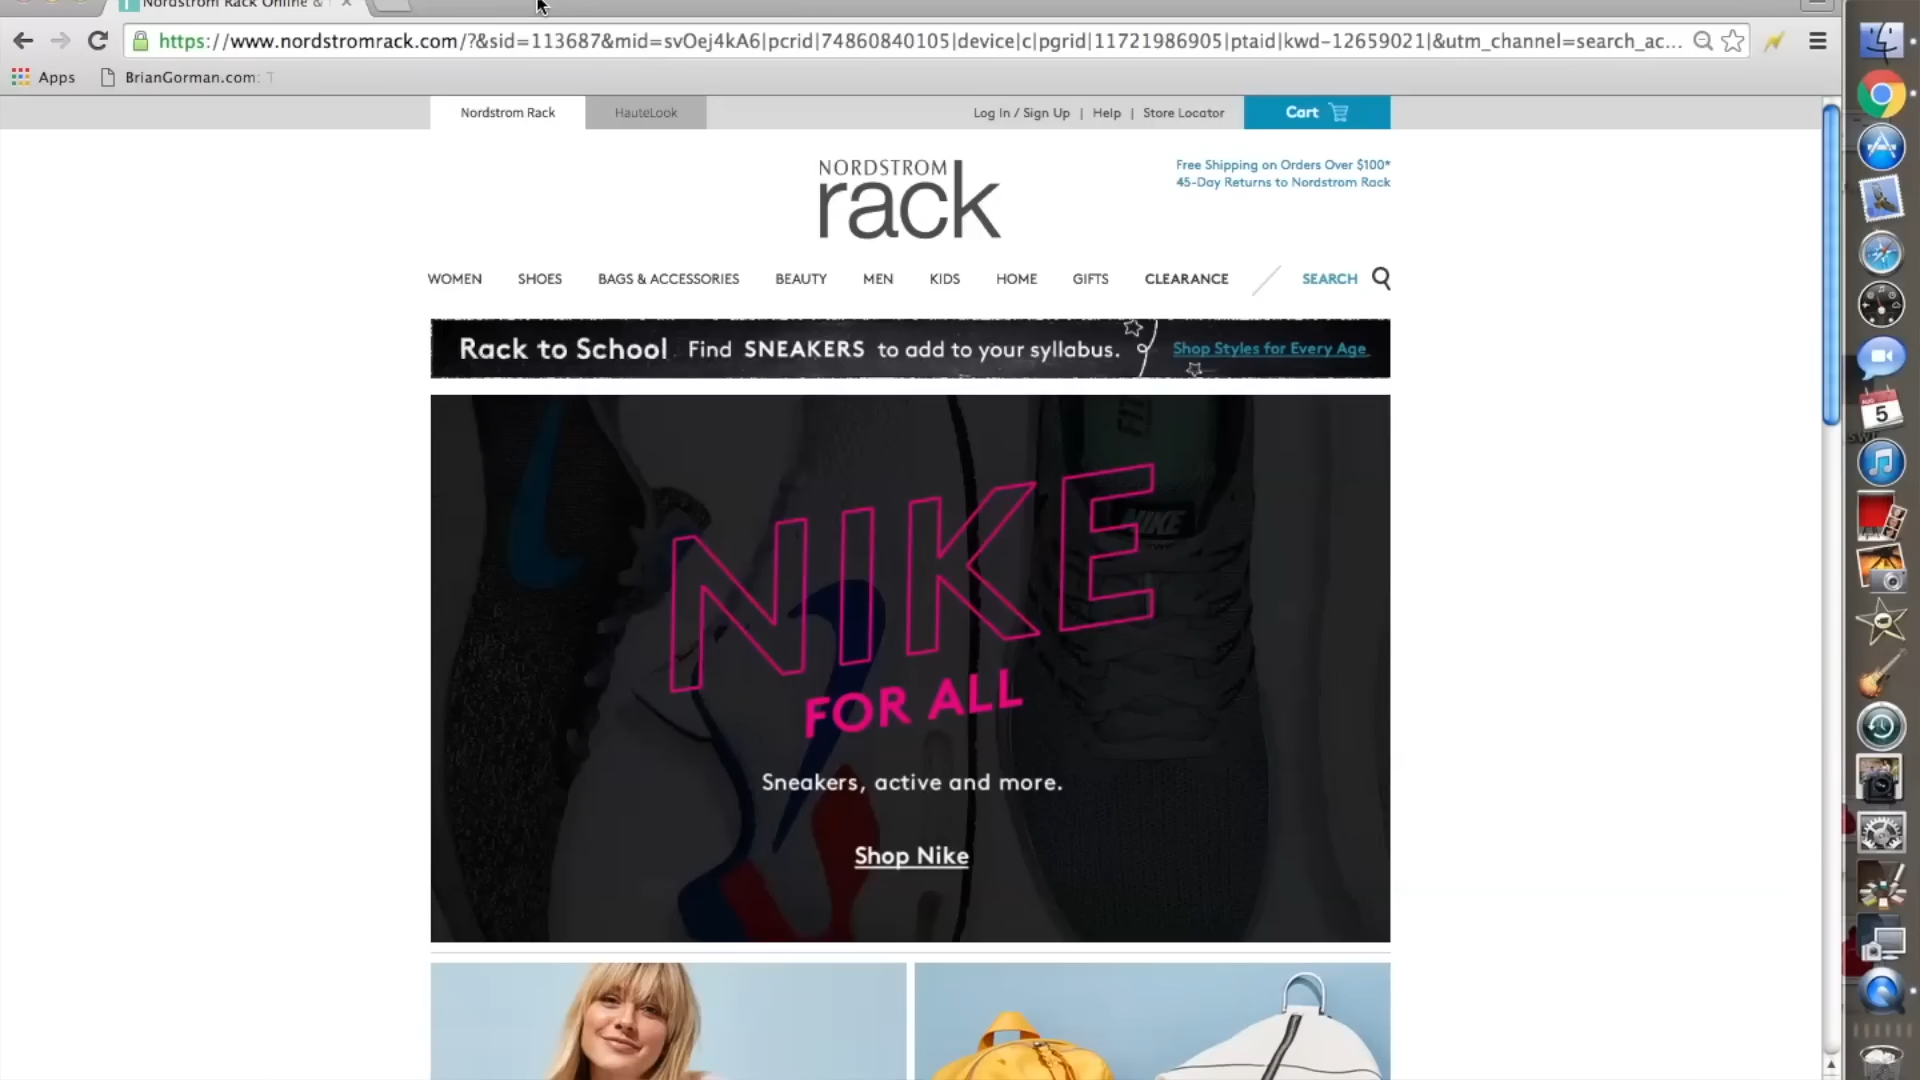 Nordstrom Rack Online &
https://www.nordstromrack.com/?&sid=113687&mid=svOej4kA6|pcrid|74860840105|device|c|pgrid|11721986905|ptaid|kwd-12659021|&utm_channel=search_ac...
Apps
BrianGorman.com: T
Nordstrom Rack
HauteLook
Log In / Sign Up | Help | Store Locator
Cart
NORDSTROM
rack
Free Shipping on Orders Over $100*
45-Day Returns to Nordstrom Rack
WOMEN SHOES BAGS & ACCESSORIES BEAUTY MEN KIDS HOME GIFTS CLEARANCE SEARCH
Rack to School Find SNEAKERS to add to your syllabus. Shop Styles for Every Age
NIKE
NIKE
FOR ALL
Sneakers, active and more.
Shop Nike
AUG
5